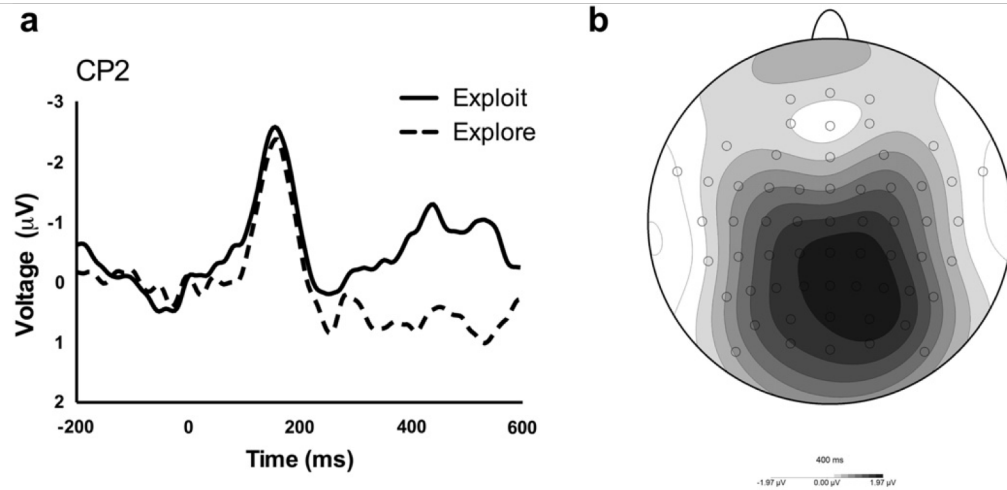 a
CP2
Exploit
Explore
-3
-2
-1
0
1
2
Voltage (μV)
-200 0 200 400 600
Time (ms)
b
400 ms
-1.97 μV 0.00 μV 1.97 μV